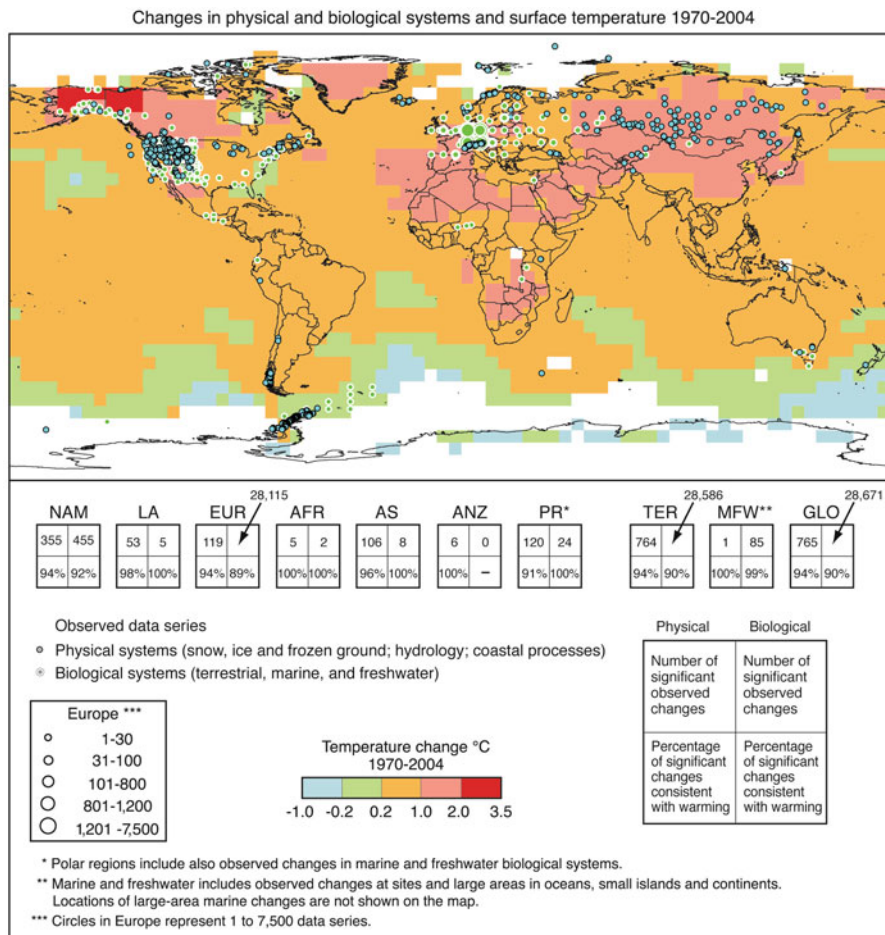 Changes in physical and biological systems and surface temperature 1970-2004
28,115
28,586
28,671
NAM LA EUR AFR AS ANZ PR* TER MFW** GLO
355 455 53 5 119 5 2 106 8 6 0 120 24 764 1 85 765
94% 92% 98% 100% 94% 89% 100% 100% 96% 100% 100% – 91% 100% 94% 90% 100% 99% 94% 90%
Observed data series
Physical systems (snow, ice and frozen ground; hydrology; coastal processes)
Biological systems (terrestrial, marine, and freshwater)
Europe ***
1-30
31-100
101-800
801-1,200
1,201 -7,500
Temperature change °C
1970-2004
-1.0 -0.2 0.2 1.0 2.0 3.5
Physical Biological
Number of Number of
significant significant
observed observed
changes changes
Percentage Percentage
of significant of significant
changes changes
consistent consistent
with warming with warming
* Polar regions include also observed changes in marine and freshwater biological systems.
** Marine and freshwater includes observed changes at sites and large areas in oceans, small islands and continents.
Locations of large-area marine changes are not shown on the map.
*** Circles in Europe represent 1 to 7,500 data series.